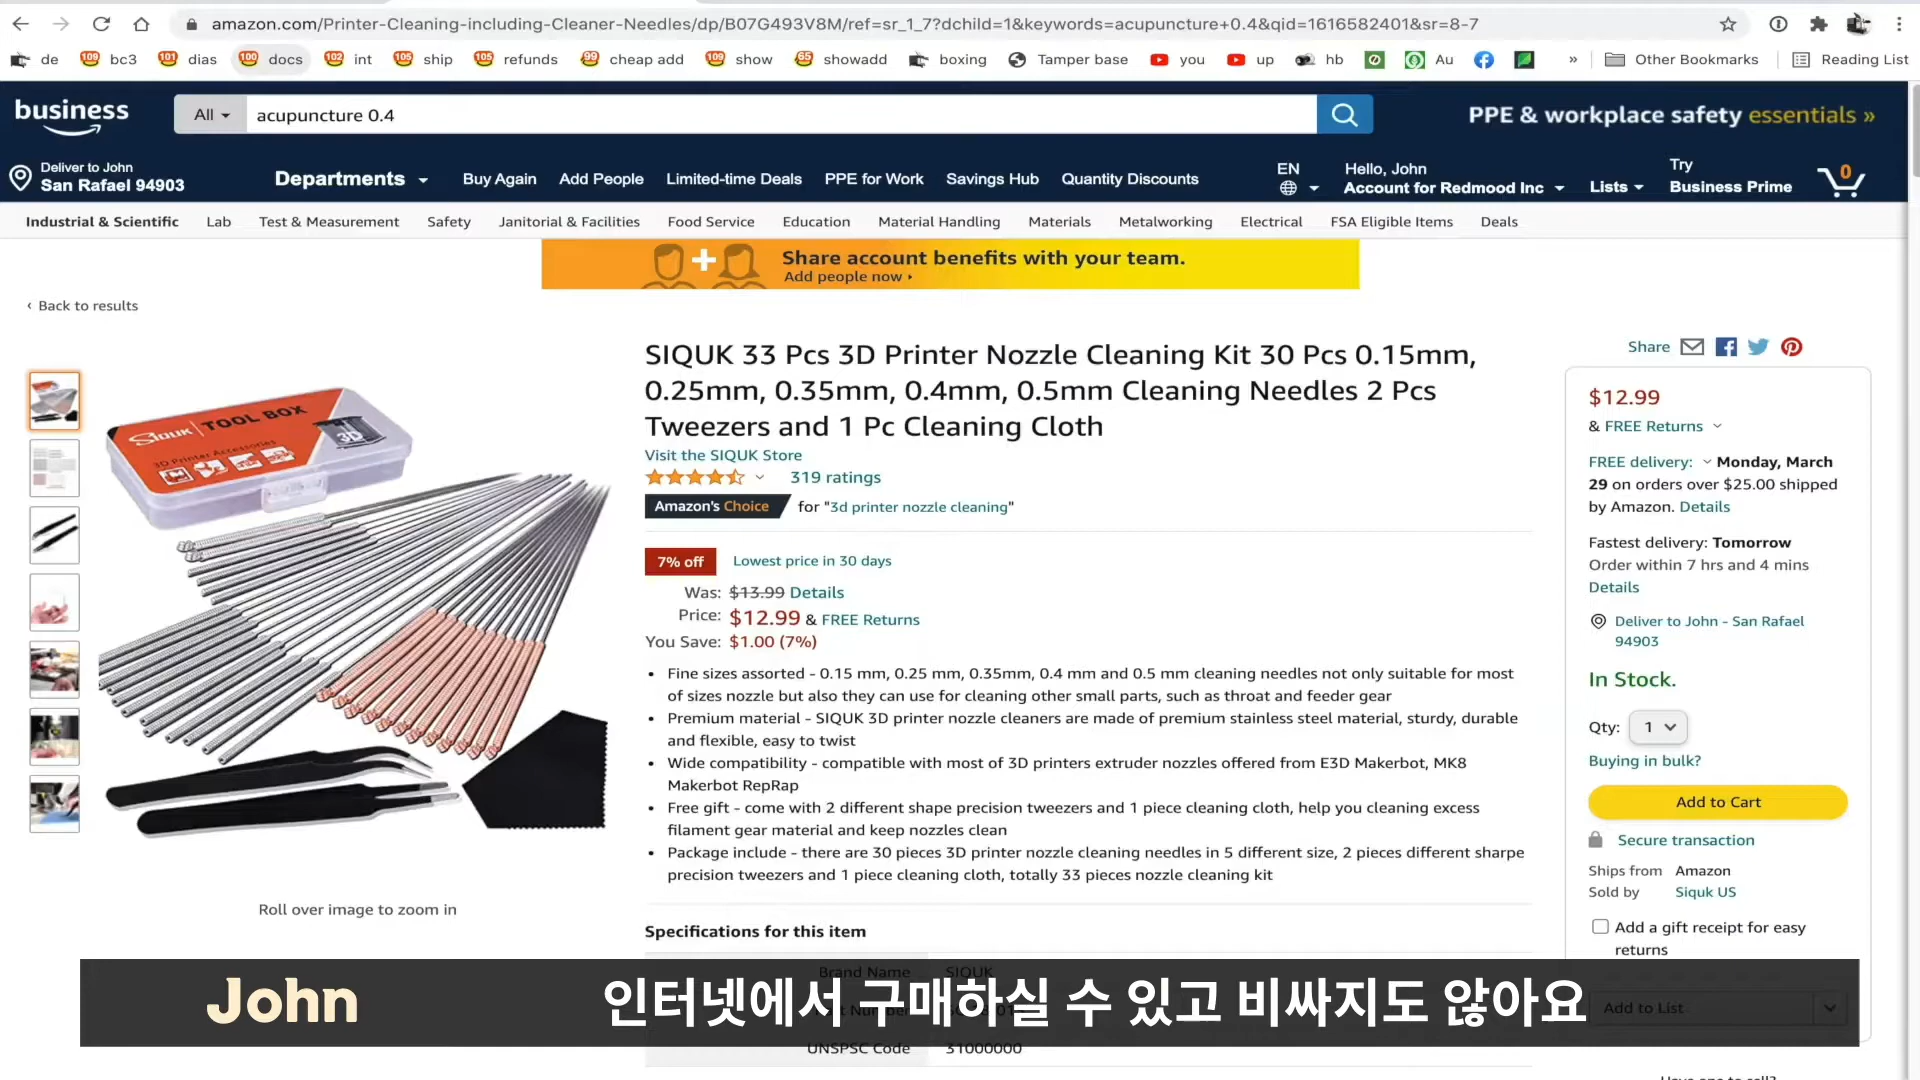 amazon.com/Printer-Cleaning-including-Cleaner-Needles/dp/B07G493V8M/ref=sr_1_7?dchild=1&keywords=acupuncture+0.4&qid=1616582401&sr=8-7
de 109 bc3 101 dias 100 docs 102 int 105 ship 105 refunds 99 cheap add 109 show 65 showadd boxing Tamper base you up hb Au » Other Bookmarks Reading List
business All acupuncture 0.4 PPE & workplace safety essentials »
Deliver to John
San Rafael 94903
Departments Buy Again Add People Limited-time Deals PPE for Work Savings Hub Quantity Discounts
EN
Hello, John
Account for Redmood Inc
Lists
Try
Business Prime
0
Industrial & Scientific Lab Test & Measurement Safety Janitorial & Facilities Food Service Education Material Handling Materials Metalworking Electrical FSA Eligible Items Deals
Share account benefits with your team.
Add people now ▸
‹ Back to results
SIQUK TOOL BOX
3D Printer Accessories
3D
Roll over image to zoom in
SIQUK 33 Pcs 3D Printer Nozzle Cleaning Kit 30 Pcs 0.15mm,
0.25mm, 0.35mm, 0.4mm, 0.5mm Cleaning Needles 2 Pcs
Tweezers and 1 Pc Cleaning Cloth
Visit the SIQUK Store
319 ratings
Amazon's Choice for "3d printer nozzle cleaning"
7% off Lowest price in 30 days
Was: $13.99 Details
Price: $12.99 & FREE Returns
You Save: $1.00 (7%)
• Fine sizes assorted - 0.15 mm, 0.25 mm, 0.35mm, 0.4 mm and 0.5 mm cleaning needles not only suitable for most
of sizes nozzle but also they can use for cleaning other small parts, such as throat and feeder gear
• Premium material - SIQUK 3D printer nozzle cleaners are made of premium stainless steel material, sturdy, durable
and flexible, easy to twist
• Wide compatibility - compatible with most of 3D printers extruder nozzles offered from E3D Makerbot, MK8
Makerbot RepRap
• Free gift - come with 2 different shape precision tweezers and 1 piece cleaning cloth, help you cleaning excess
filament gear material and keep nozzles clean
• Package include - there are 30 pieces 3D printer nozzle cleaning needles in 5 different size, 2 pieces different sharpe
precision tweezers and 1 piece cleaning cloth, totally 33 pieces nozzle cleaning kit
Specifications for this item
Brand Name SIQUK
UNSPSC Code 31000000
Share
$12.99
& FREE Returns
FREE delivery: Monday, March
29 on orders over $25.00 shipped
by Amazon. Details
Fastest delivery: Tomorrow
Order within 7 hrs and 4 mins
Details
Deliver to John - San Rafael
94903
In Stock.
Qty: 1
Buying in bulk?
Add to Cart
Secure transaction
Ships from Amazon
Sold by Siquk US
Add a gift receipt for easy
returns
Add to List
John 인터넷에서 구매하실 수 있고 비싸지도 않아요